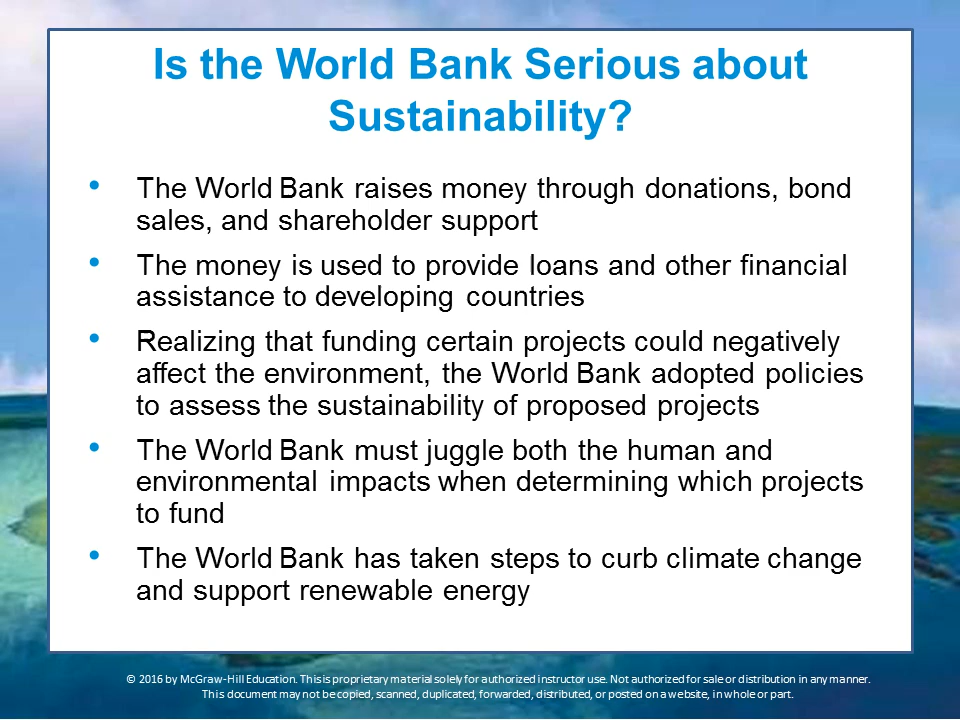 Is the World Bank Serious about
Sustainability?
• The World Bank raises money through donations, bond
sales, and shareholder support
• The money is used to provide loans and other financial
assistance to developing countries
• Realizing that funding certain projects could negatively
affect the environment, the World Bank adopted policies
to assess the sustainability of proposed projects
• The World Bank must juggle both the human and
environmental impacts when determining which projects
to fund
• The World Bank has taken steps to curb climate change
and support renewable energy
© 2016 by McGraw-Hill Education. This is proprietary material solely for authorized instructor use. Not authorized for sale or distribution in any manner.
This document may not be copied, scanned, duplicated, forwarded, distributed, or posted on a website, in whole or part.